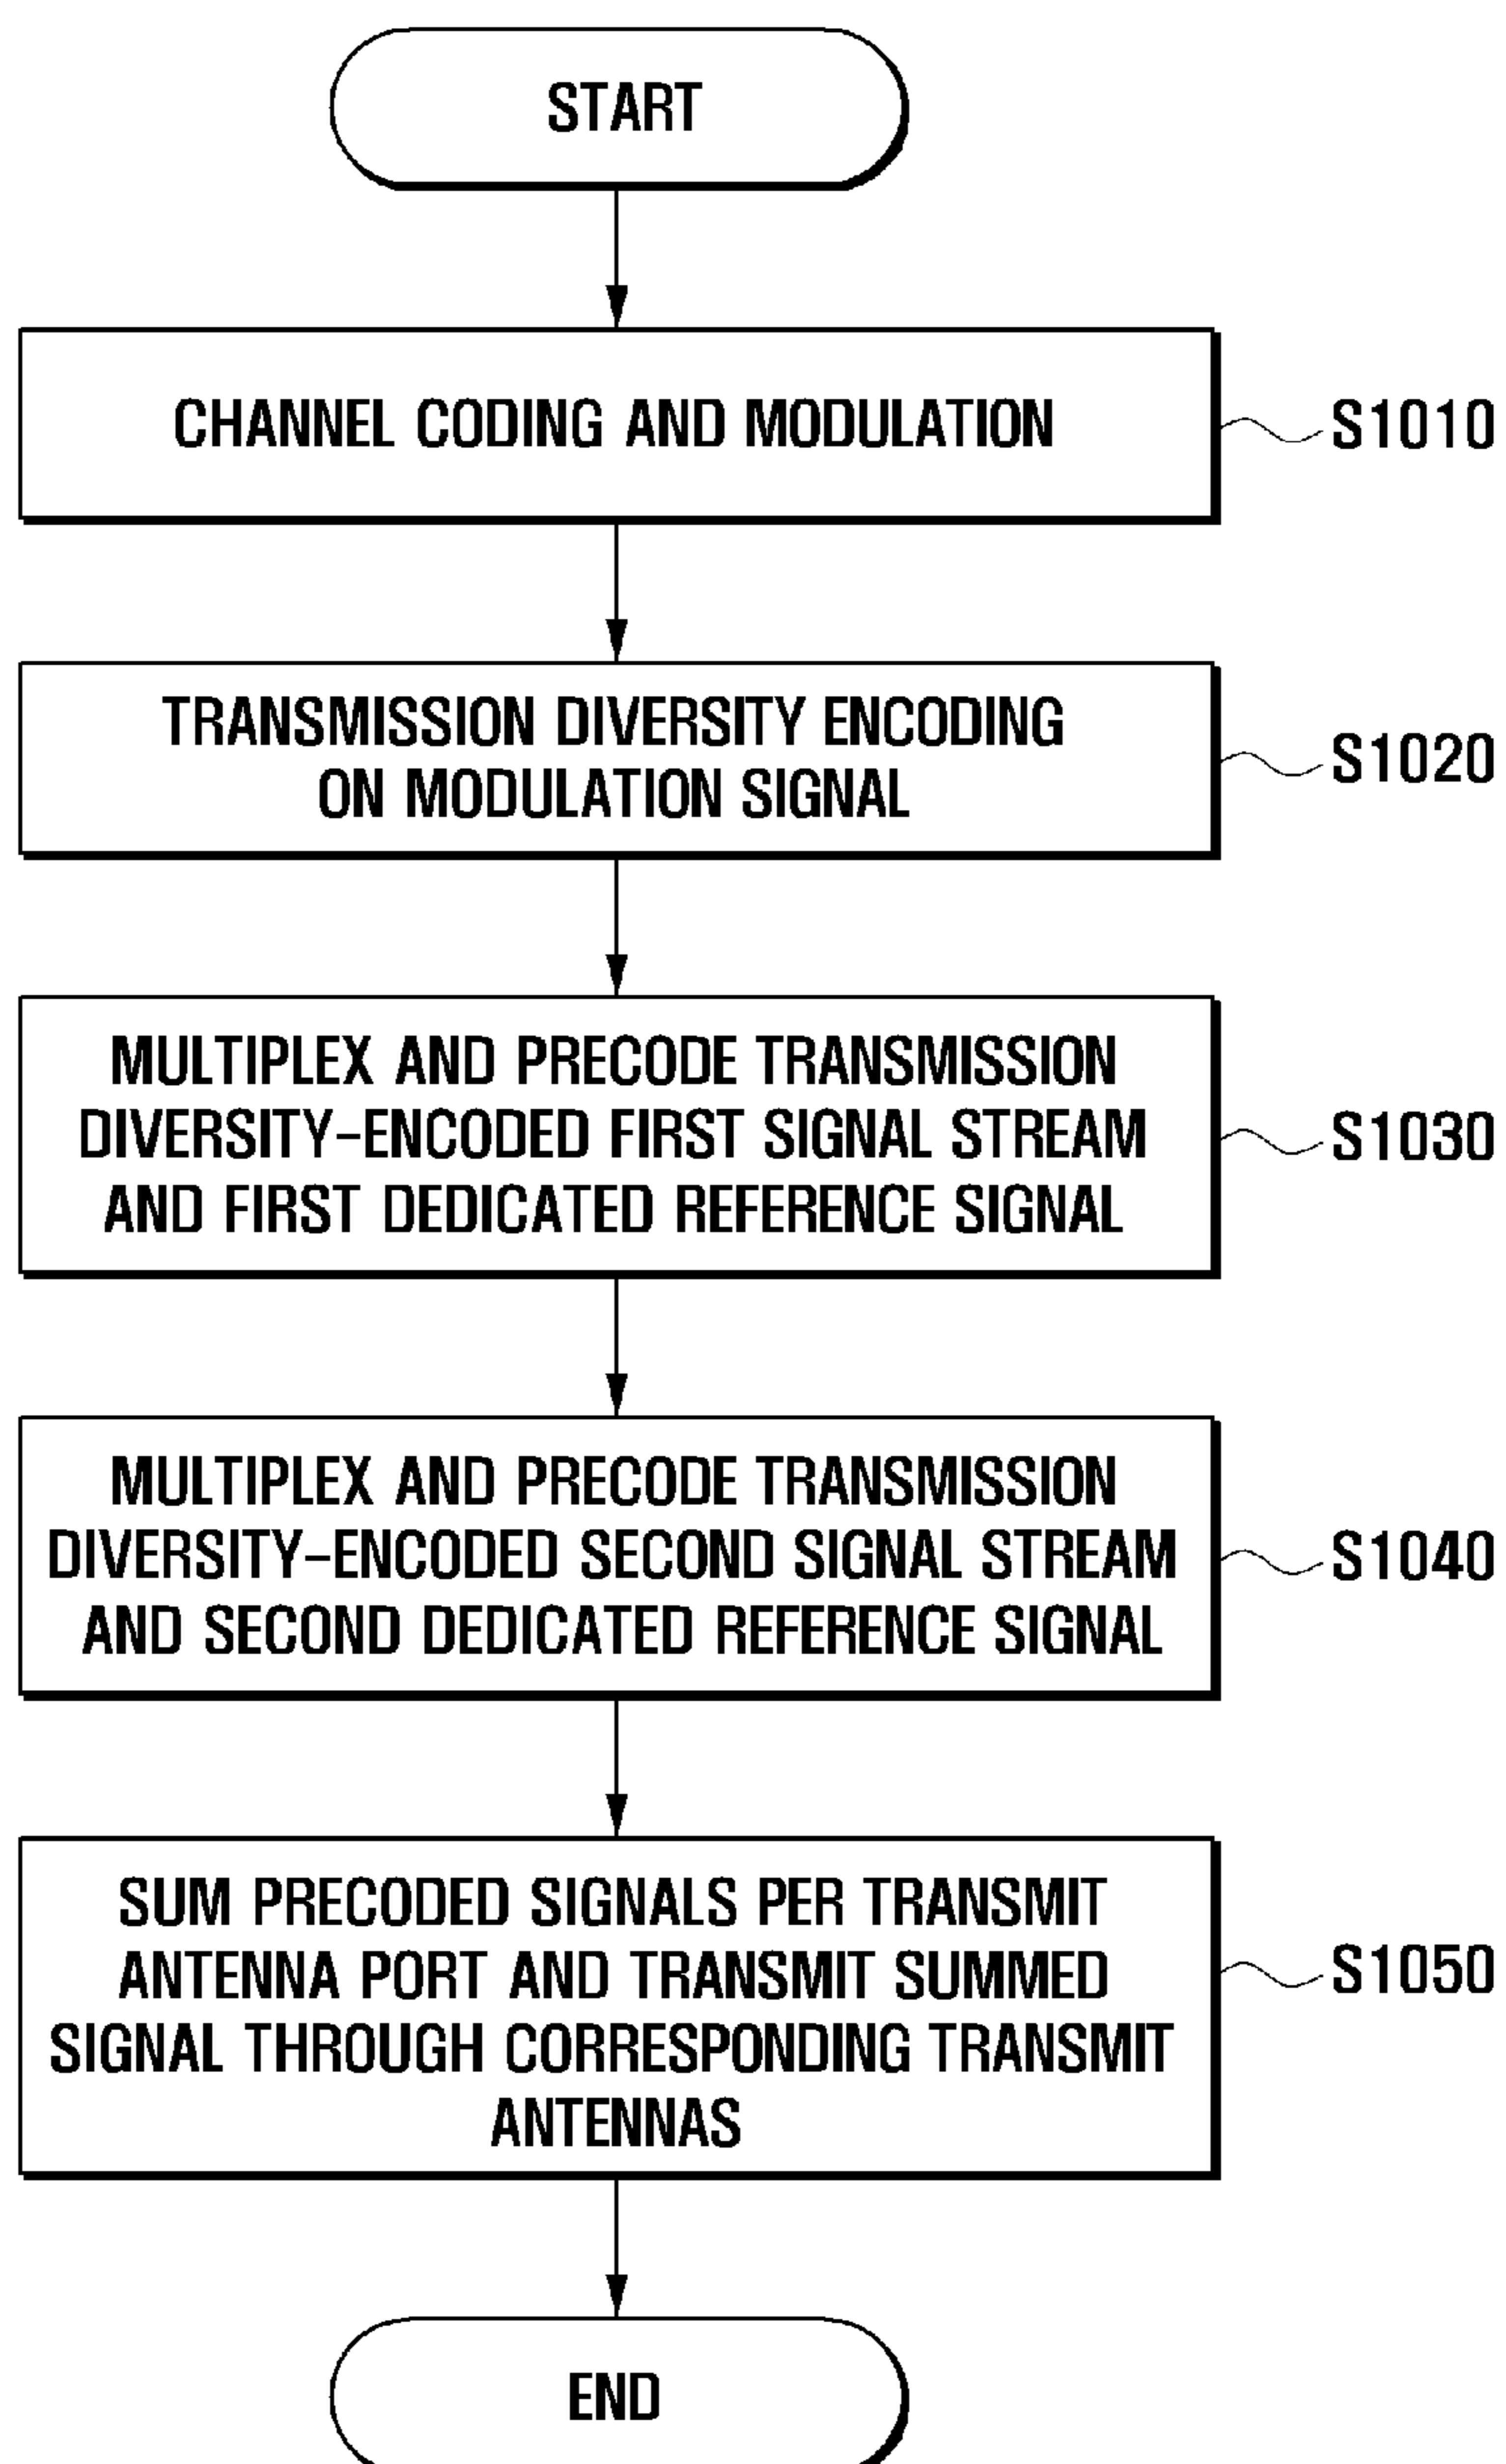 START
CHANNEL CODING AND MODULATION
S1010
TRANSMISSION DIVERSITY ENCODING
ON MODULATION SIGNAL
S1020
MULTIPLEX AND PRECODE TRANSMISSION
DIVERSITY-ENCODED FIRST SIGNAL STREAM
AND FIRST DEDICATED REFERENCE SIGNAL
S1030
MULTIPLEX AND PRECODE TRANSMISSION
DIVERSITY-ENCODED SECOND SIGNAL STREAM
AND SECOND DEDICATED REFERENCE SIGNAL
S1040
SUM PRECODED SIGNALS PER TRANSMIT
ANTENNA PORT AND TRANSMIT SUMMED
SIGNAL THROUGH CORRESPONDING TRANSMIT
ANTENNAS
S1050
END